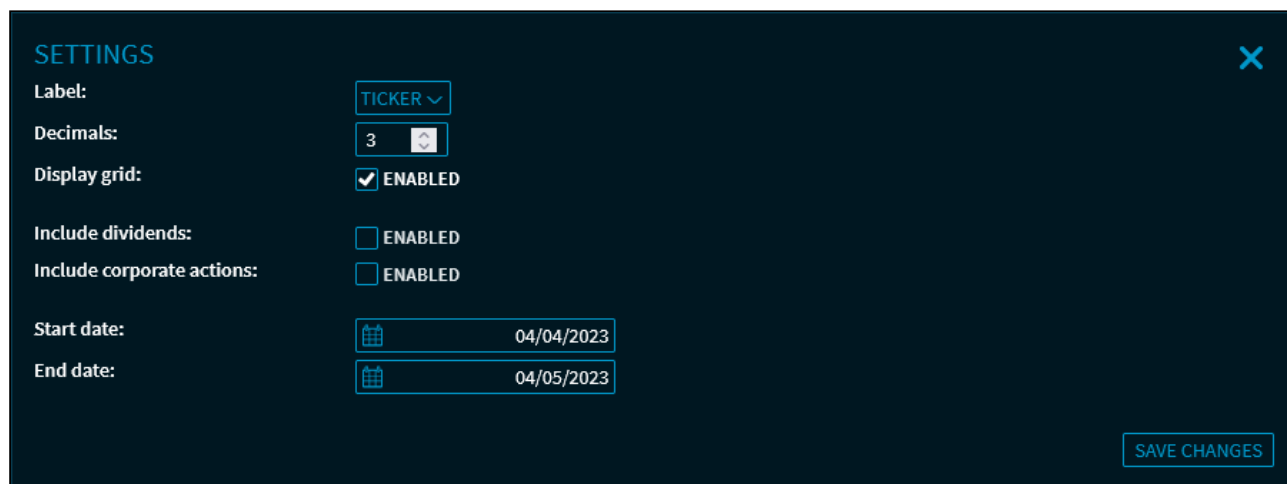 SETTINGS
Label: TICKER
Decimals: 3
Display grid: ENABLED
Include dividends: ENABLED
Include corporate actions: ENABLED
Start date: 04/04/2023
End date: 04/05/2023
SAVE CHANGES